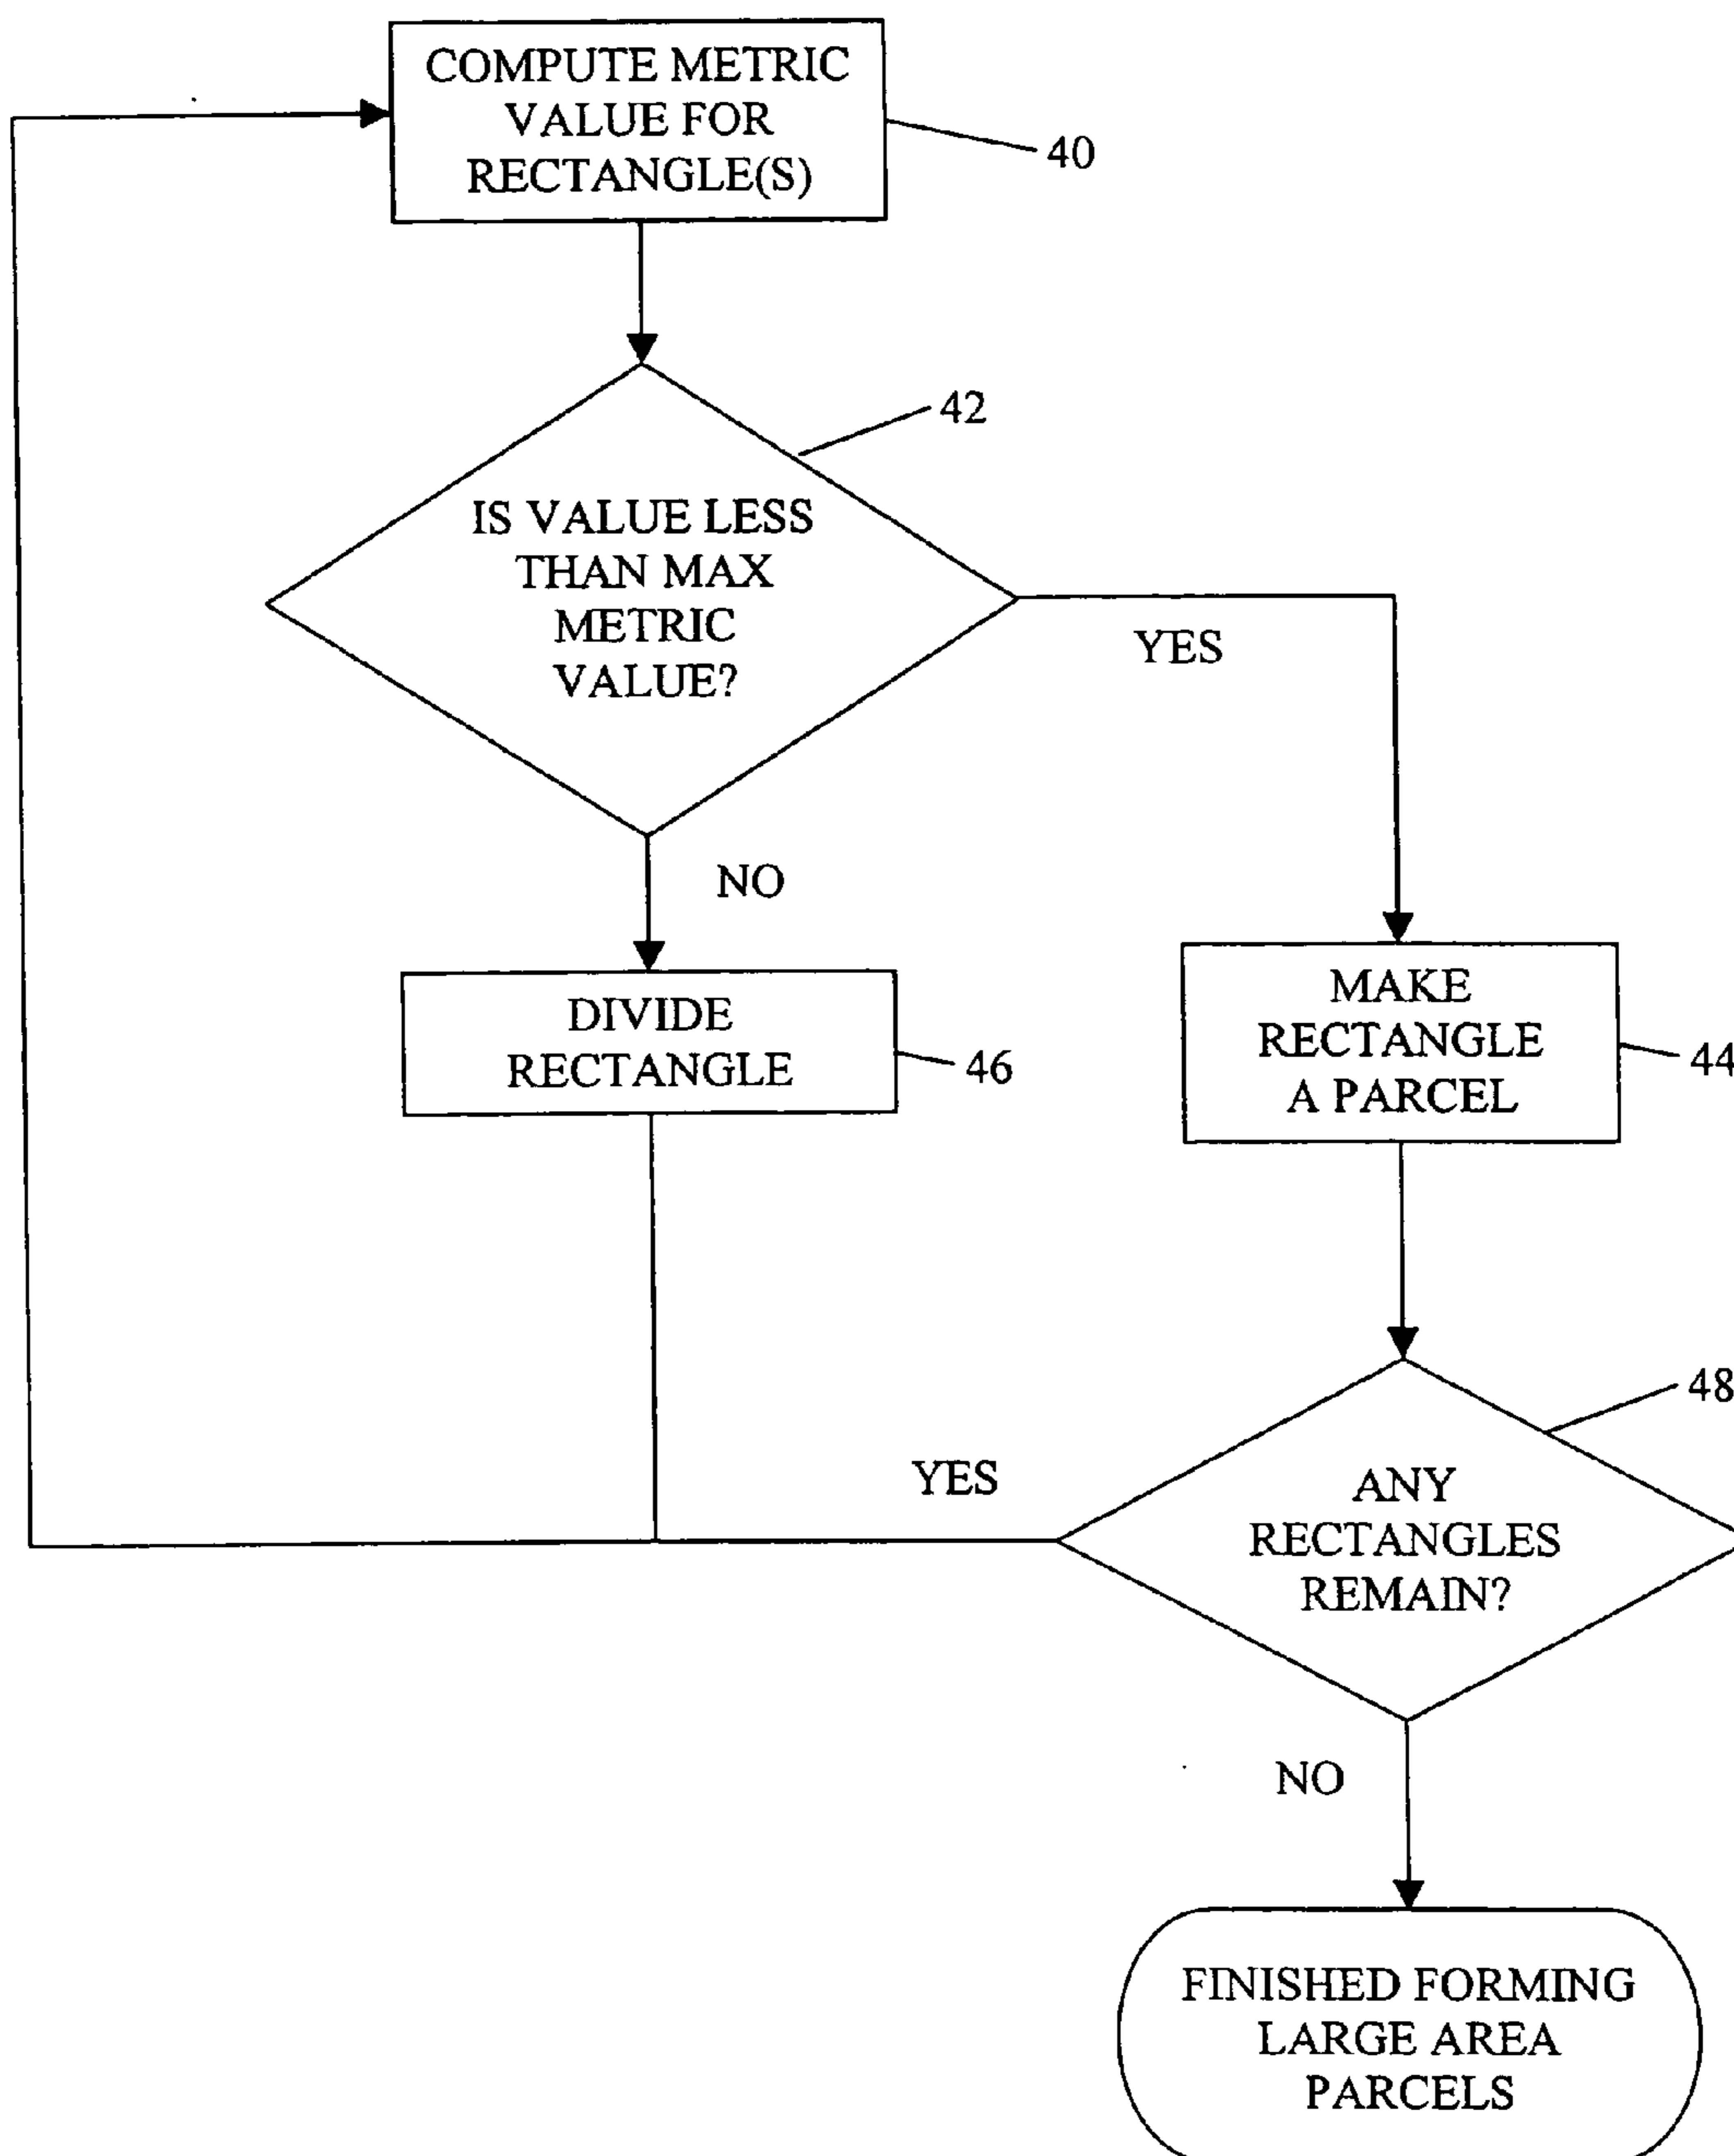 COMPUTE METRIC
VALUE FOR
RECTANGLE(S)
40
42
IS VALUE LESS
THAN MAX
METRIC
VALUE?
YES
NO
DIVIDE
RECTANGLE
46
MAKE
RECTANGLE
A PARCEL
44
48
YES
ANY
RECTANGLES
REMAIN?
NO
FINISHED FORMING
LARGE AREA
PARCELS